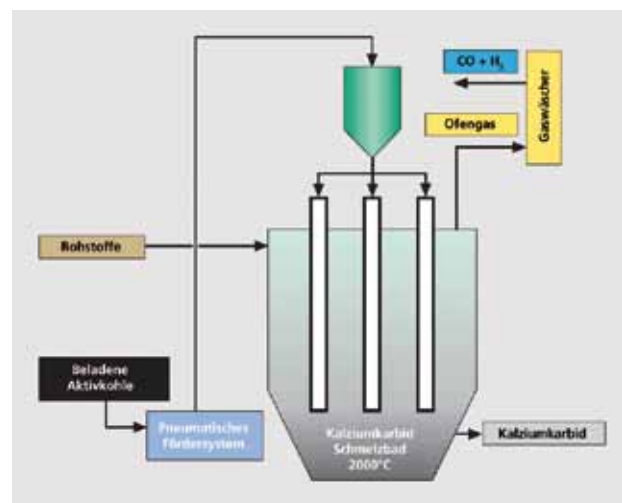 CO + H₂
Gaswäscher
Ofengas
Rohstoffe
Beladene
Aktivkohle
Pneumatisches
Fördersystem
Kalziumkarbid
Schmelzbad
2000°C
Kalziumkarbid